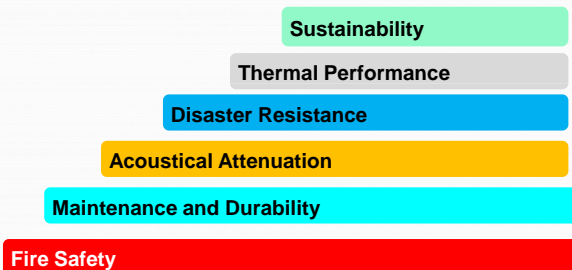 Sustainability
Thermal Performance
Disaster Resistance
Acoustical Attenuation
Maintenance and Durability
Fire Safety